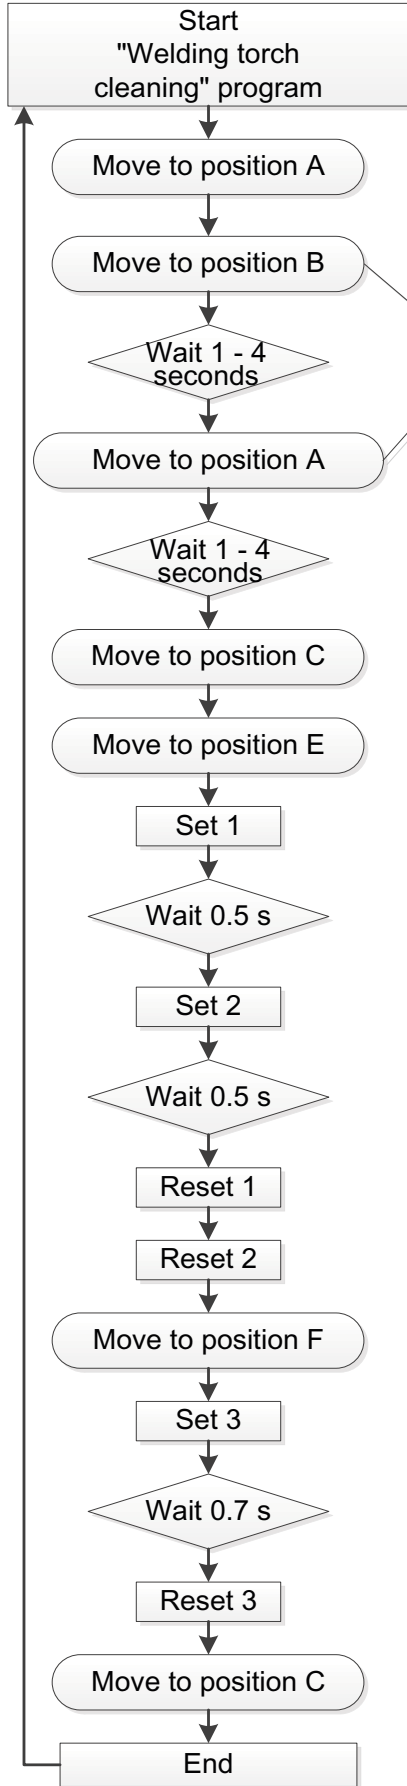 Start
"Welding torch
cleaning" program
Move to position A
Move to position B
Wait 1 - 4
seconds
Move to position A
Wait 1 - 4
seconds
Move to position C
Move to position E
Set 1
Wait 0.5 s
Set 2
Wait 0.5 s
Reset 1
Reset 2
Move to position F
Set 3
Wait 0.7 s
Reset 3
Move to position C
End